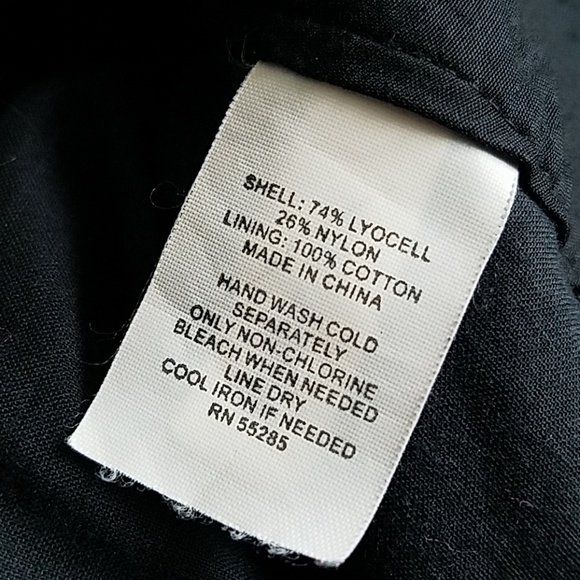 SHELL: 74% LYOCELL
26% NYLON
LINING: 100% COTTON
MADE IN CHINA
HAND WASH COLD
SEPARATELY
ONLY NON-CHLORINE
BLEACH WHEN NEEDED
LINE DRY
COOL IRON IF NEEDED
RN 55285